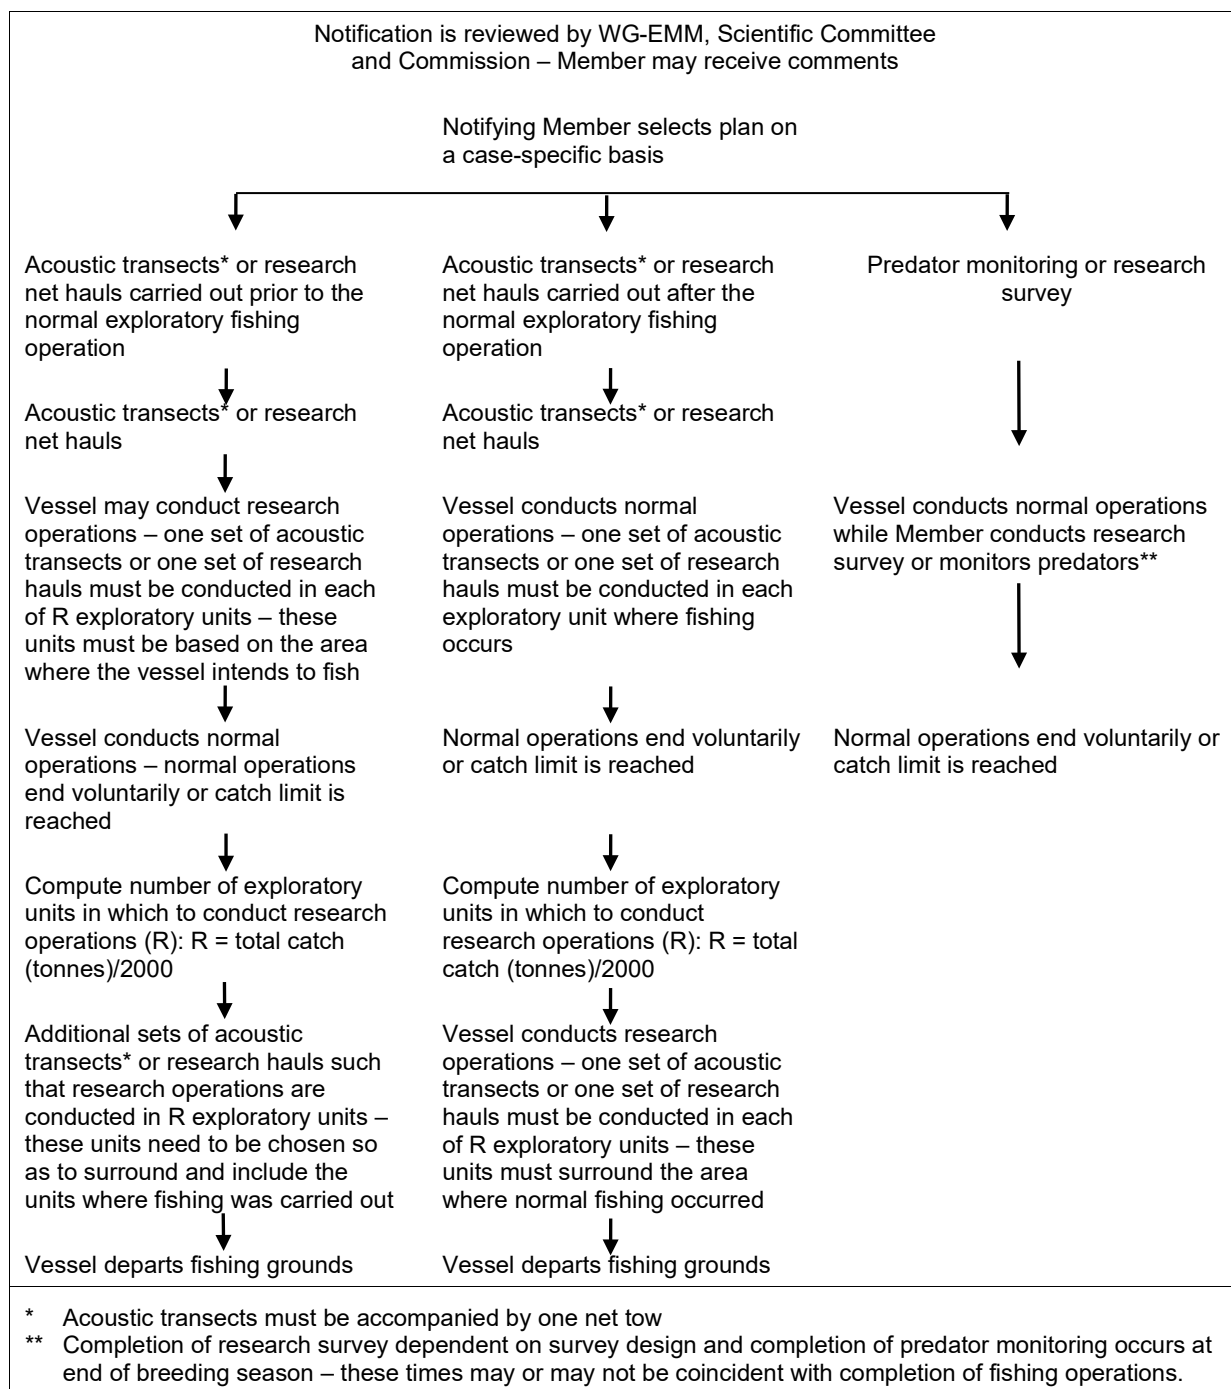 Notification is reviewed by WG-EMM, Scientific Committee
and Commission – Member may receive comments
Notifying Member selects plan on
a case-specific basis
Acoustic transects* or research
net hauls carried out prior to the
normal exploratory fishing
operation
Acoustic transects* or research
net hauls
Vessel may conduct research
operations – one set of acoustic
transects or one set of research
hauls must be conducted in each
of R exploratory units – these
units must be based on the area
where the vessel intends to fish
Vessel conducts normal
operations – normal operations
end voluntarily or catch limit is
reached
Compute number of exploratory
units in which to conduct research
operations (R): R = total catch
(tonnes)/2000
Additional sets of acoustic
transects* or research hauls such
that research operations are
conducted in R exploratory units –
these units need to be chosen so
as to surround and include the
units where fishing was carried out
Vessel departs fishing grounds
Acoustic transects* or research
net hauls carried out after the
normal exploratory fishing
operation
Acoustic transects* or research
net hauls
Vessel conducts normal
operations – one set of acoustic
transects or one set of research
hauls must be conducted in each
exploratory unit where fishing
occurs
Normal operations end voluntarily
or catch limit is reached
Compute number of exploratory
units in which to conduct
research operations (R): R = total
catch (tonnes)/2000
Vessel conducts research
operations – one set of acoustic
transects or one set of research
hauls must be conducted in each
of R exploratory units – these
units must surround the area
where normal fishing occurred
Vessel departs fishing grounds
Predator monitoring or research
survey
Vessel conducts normal operations
while Member conducts research
survey or monitors predators**
Normal operations end voluntarily or
catch limit is reached
* Acoustic transects must be accompanied by one net tow
** Completion of research survey dependent on survey design and completion of predator monitoring occurs at
end of breeding season – these times may or may not be coincident with completion of fishing operations.